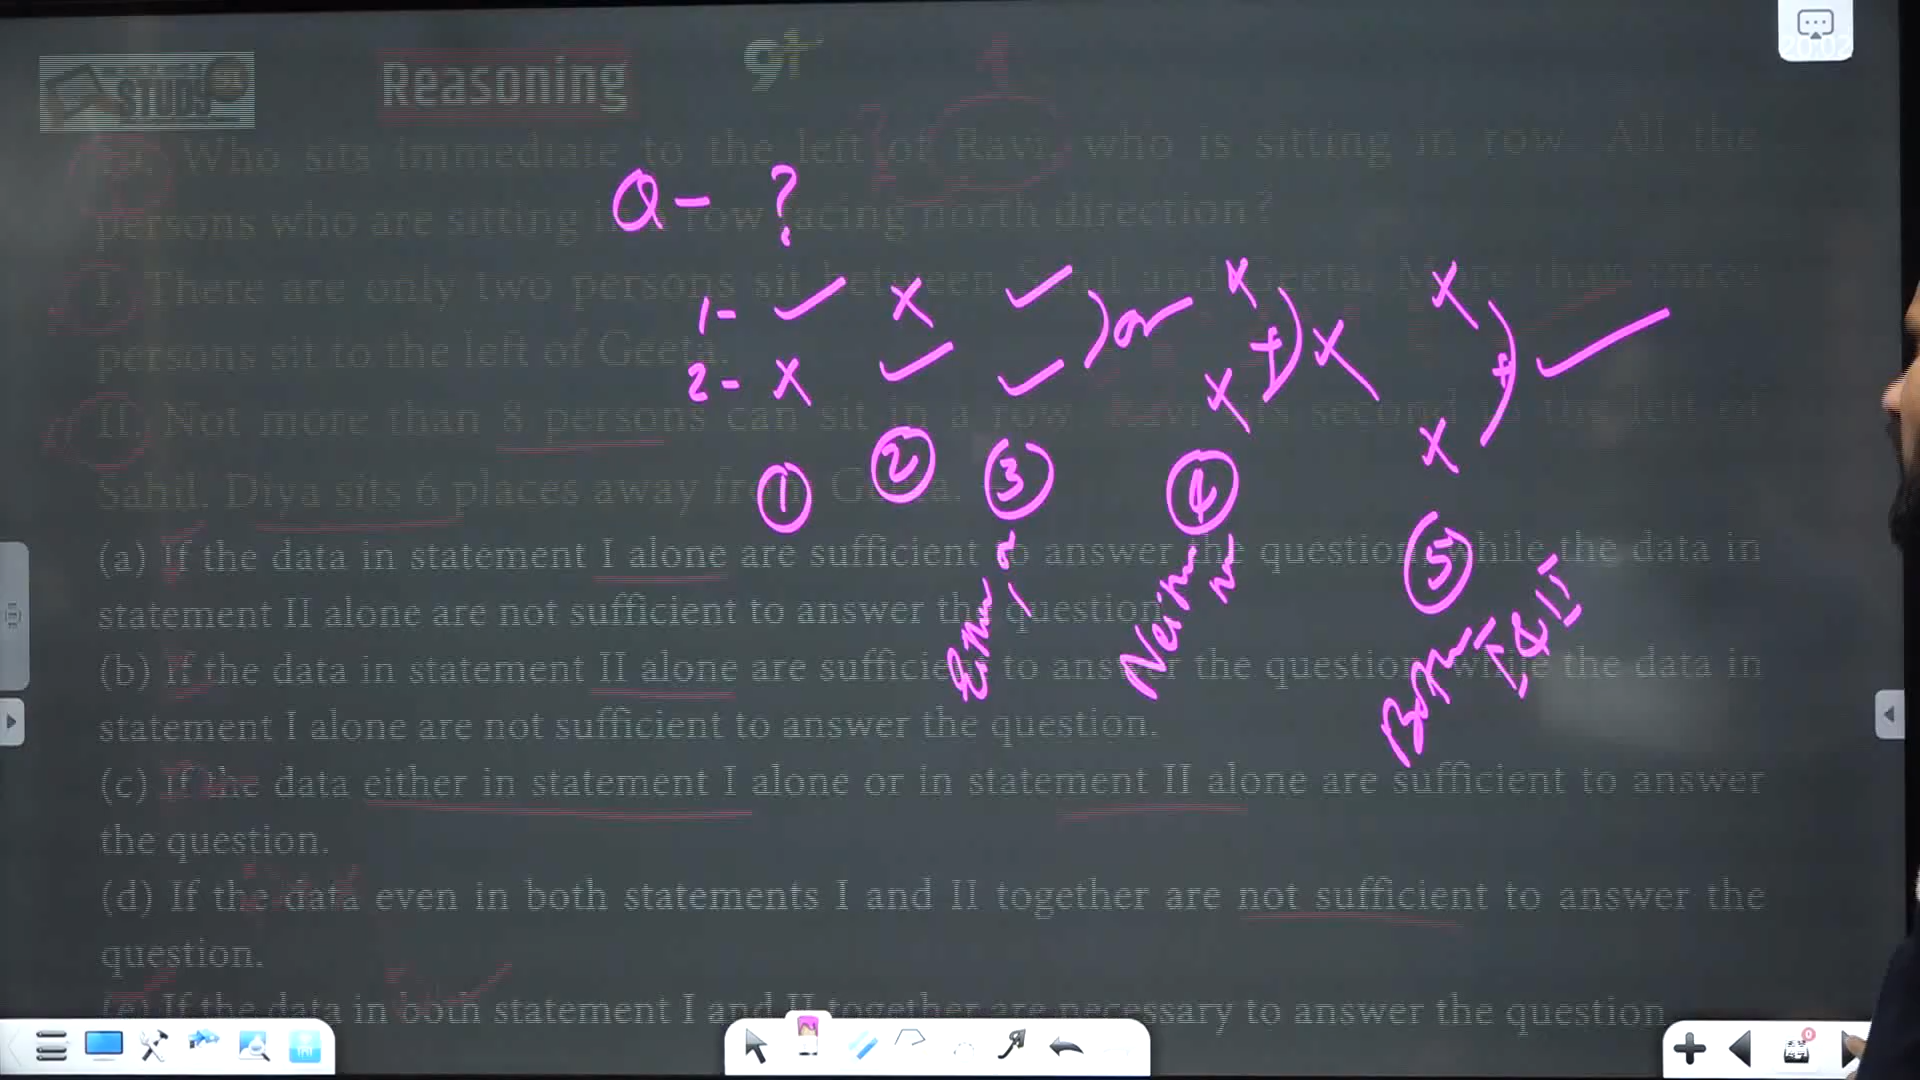 STUDS
Reasoning
9+
Who sits immediate to the left of Ravi, who is sitting in row. All the
persons who are sitting in row facing north direction?
I. There are only two persons sit between Sahil and Geeta. More than three
persons sit to the left of Geeta.
II. Not more than 8 persons can sit in a row. Ravi sits second to the left of
Sahil. Diya sits 6 places away from Geeta.
(a) If the data in statement I alone are sufficient to answer the question, while the data in
statement II alone are not sufficient to answer the question.
(b) If the data in statement II alone are sufficient to answer the question, while the data in
statement I alone are not sufficient to answer the question.
(c) If the data either in statement I alone or in statement II alone are sufficient to answer
the question.
(d) If the data even in both statements I and II together are not sufficient to answer the
question.
(e) If the data in both statement I and II together are necessary to answer the question.
Q- ?
1- ✓ x ✓ ) or x + ) x x + ) ✓
2- x ✓ ✓ x x
① ② ③ ④ ⑤
Either or
Neither nor
Both I & II
20:02